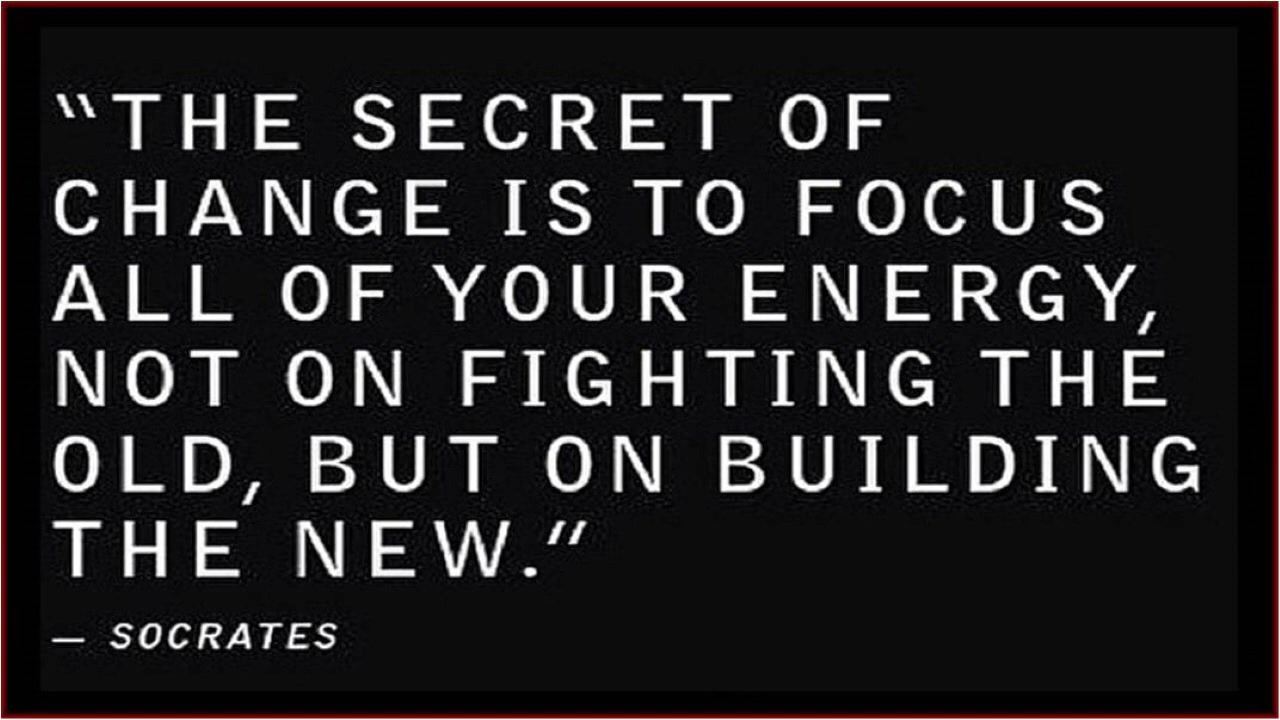 “THE SECRET OF
CHANGE IS TO FOCUS
ALL OF YOUR ENERGY,
NOT ON FIGHTING THE
OLD, BUT ON BUILDING
THE NEW.”
— SOCRATES